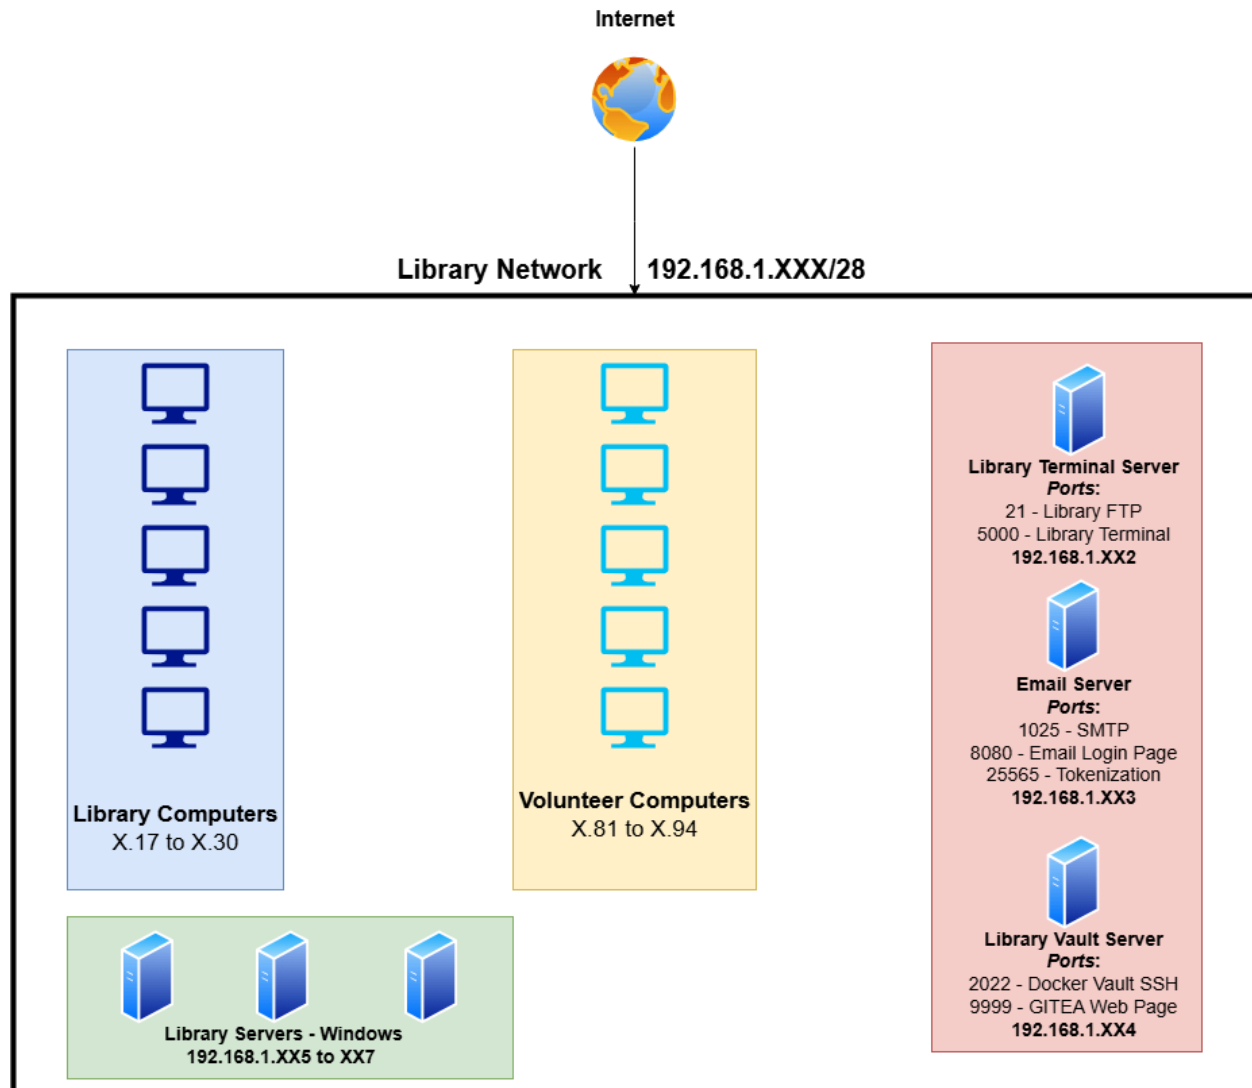 Internet
Library Network 192.168.1.XXX/28
Library Computers
X.17 to X.30
Volunteer Computers
X.81 to X.94
Library Terminal Server
Ports:
21 - Library FTP
5000 - Library Terminal
192.168.1.XX2
Email Server
Ports:
1025 - SMTP
8080 - Email Login Page
25565 - Tokenization
192.168.1.XX3
Library Vault Server
Ports:
2022 - Docker Vault SSH
9999 - GITEA Web Page
192.168.1.XX4
Library Servers - Windows
192.168.1.XX5 to XX7